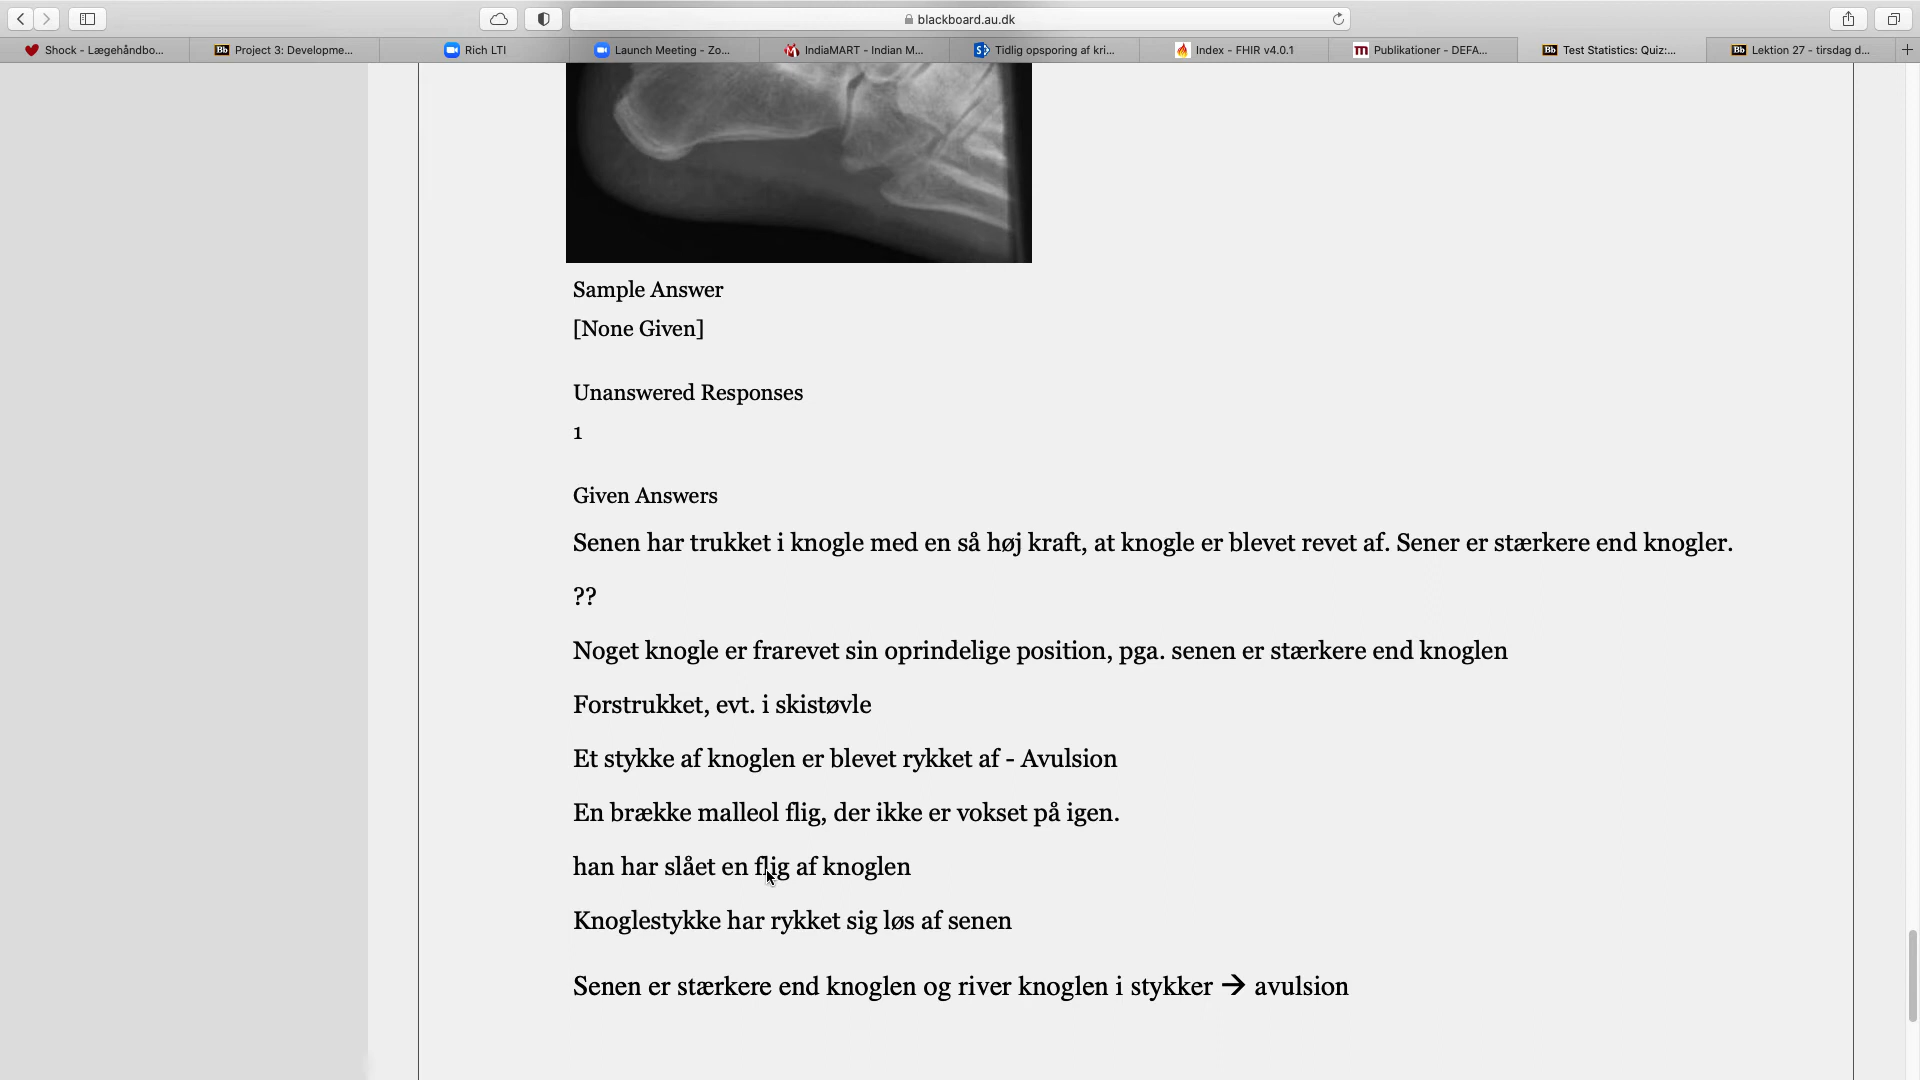 blackboard.au.dk
Shock - Lægehåndbo...
Project 3: Developme...
Rich LTI
Launch Meeting - Zo...
IndiaMART - Indian M...
Tidlig opsporing af kri...
Index - FHIR v4.0.1
Publikationer - DEFA...
Test Statistics: Quiz:...
Lektion 27 - tirsdag d...
Sample Answer
[None Given]
Unanswered Responses
1
Given Answers
Senen har trukket i knogle med en så høj kraft, at knogle er blevet revet af. Sener er stærkere end knogler.
??
Noget knogle er frarevet sin oprindelige position, pga. senen er stærkere end knoglen
Forstrukket, evt. i skistøvle
Et stykke af knoglen er blevet rykket af - Avulsion
En brække malleol flig, der ikke er vokset på igen.
han har slået en flig af knoglen
Knoglestykke har rykket sig løs af senen
Senen er stærkere end knoglen og river knoglen i stykker → avulsion